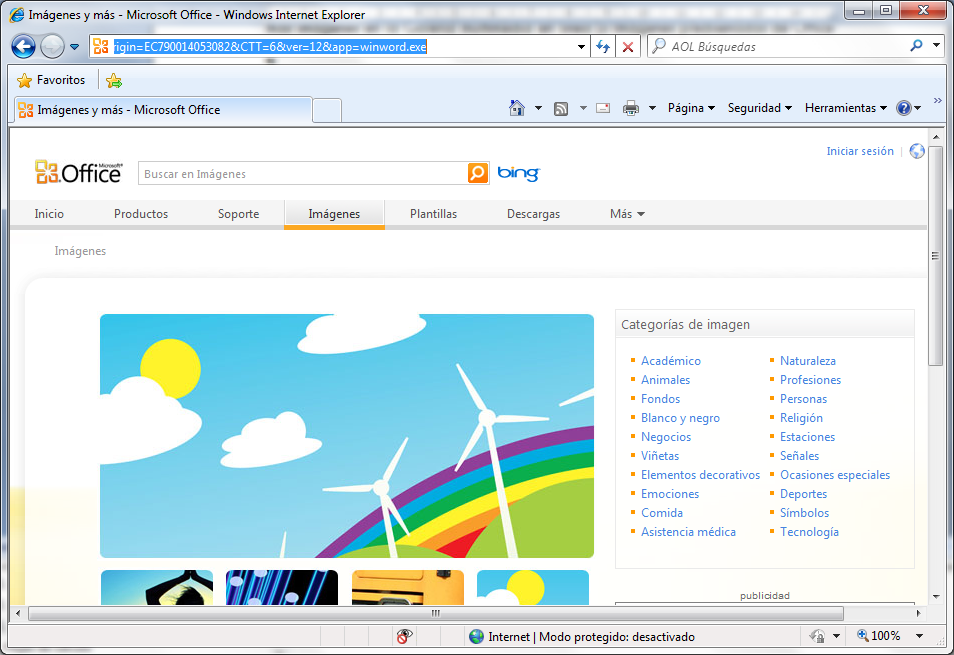 Imágenes y más - Microsoft Office - Windows Internet Explorer
rigin=EC790014053082&CTT=6&ver=12&app=winword.exe
AOL Búsquedas
Favoritos
Imágenes y más - Microsoft Office
Página Seguridad Herramientas
Iniciar sesión
Microsoft Office
Buscar en Imágenes
bing
Inicio Productos Soporte Imágenes Plantillas Descargas Más
Imágenes
Categorías de imagen
Académico
Animales
Fondos
Blanco y negro
Negocios
Viñetas
Elementos decorativos
Emociones
Comida
Asistencia médica
Naturaleza
Profesiones
Personas
Religión
Estaciones
Señales
Ocasiones especiales
Deportes
Símbolos
Tecnología
publicidad
Internet | Modo protegido: desactivado
100%